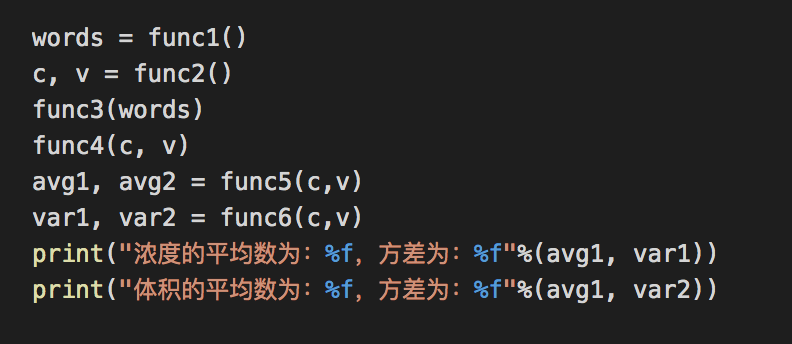 words = func1()
c, v = func2()
func3(words)
func4(c, v)
avg1, avg2 = func5(c,v)
var1, var2 = func6(c,v)
print("浓度的平均数为：%f，方差为：%f"%(avg1, var1))
print("体积的平均数为：%f，方差为：%f"%(avg1, var2))